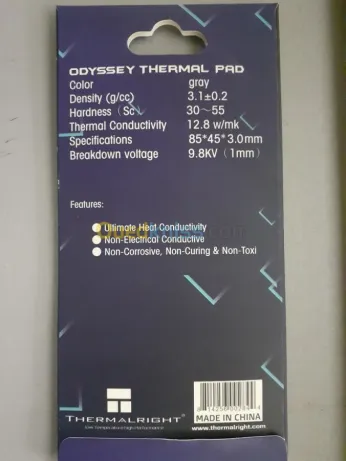 ODYSSEY THERMAL PAD
Color gray
Density (g/cc) 3.1±0.2
Hardness (Sc) 30~55
Thermal Conductivity 12.8 w/mk
Specifications 85*45*3.0mm
Breakdown voltage 9.8KV (1mm)
Features:
Ultimate Heat Conductivity
Non-Electrical Conductive
Non-Corrosive, Non-Curing & Non-Toxi
THERMALRIGHT
MADE IN CHINA
www.thermalright.com